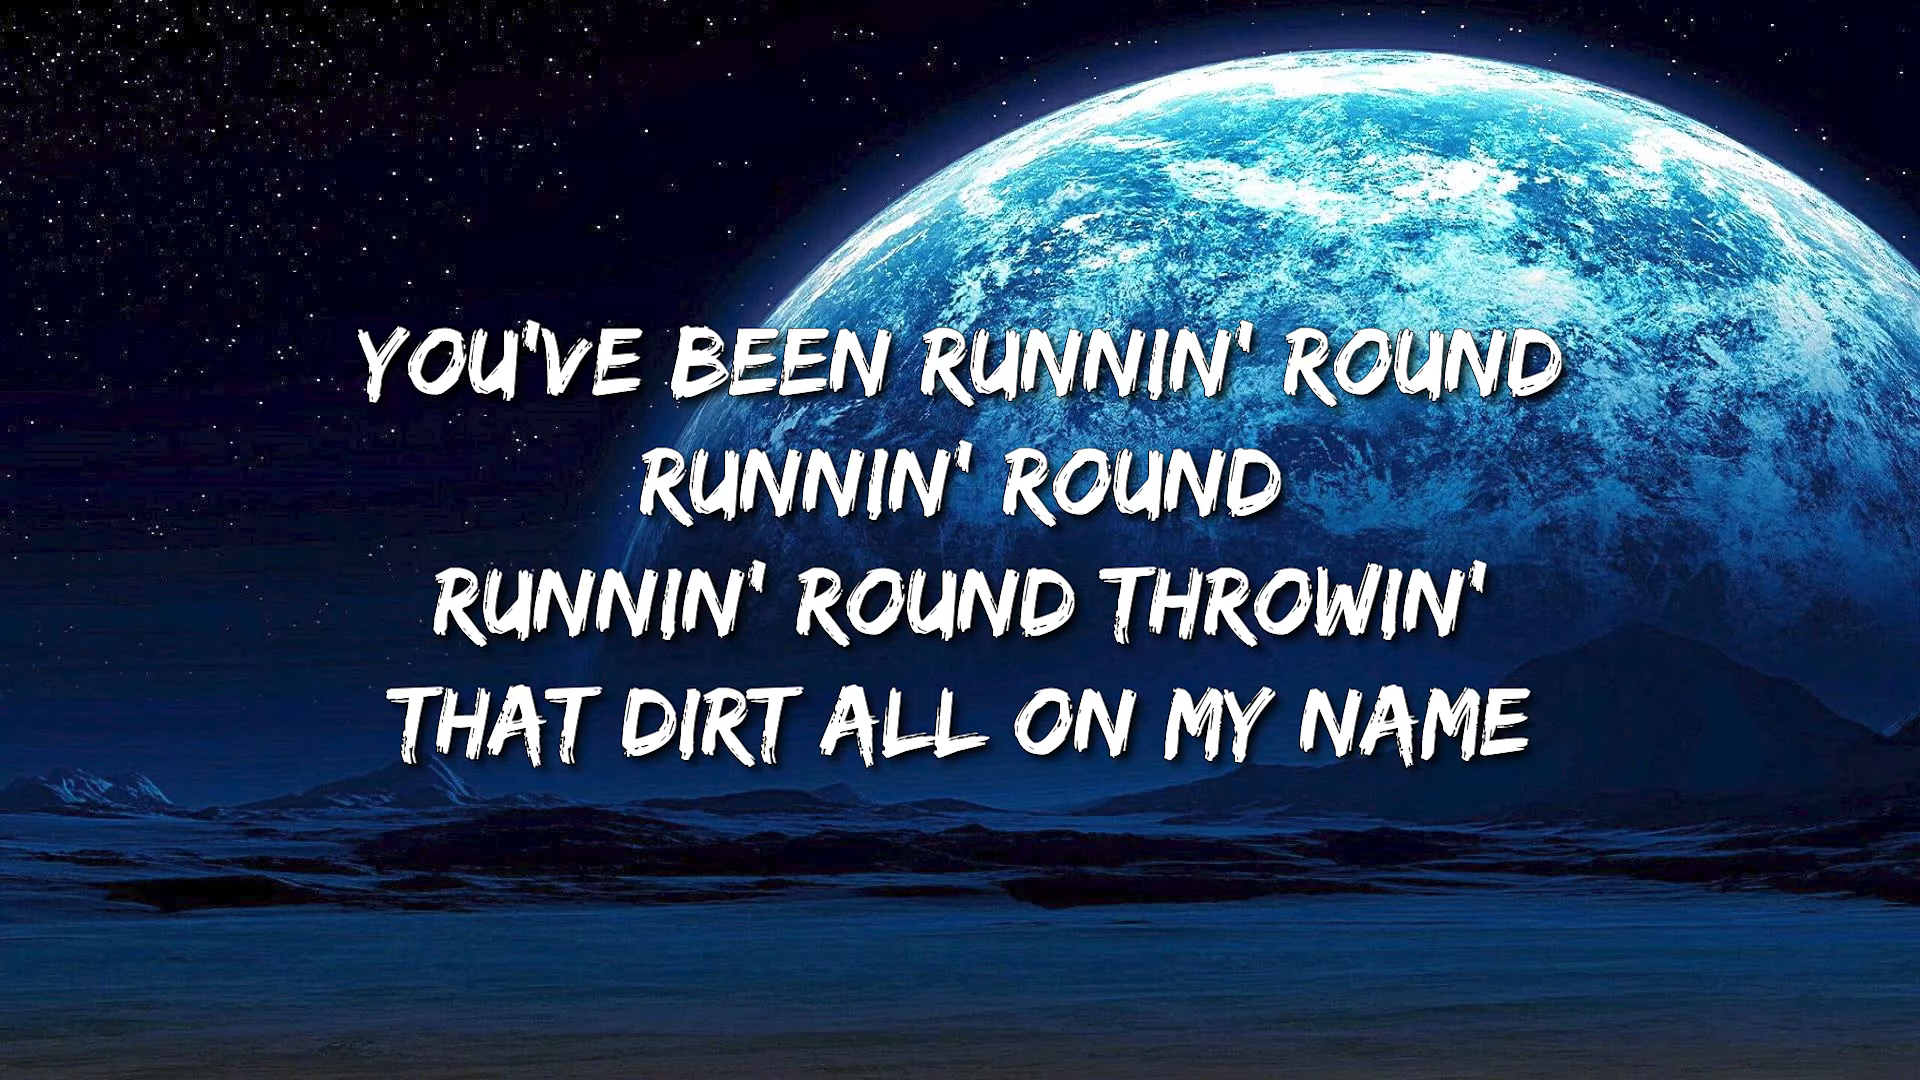 YOU'VE BEEN RUNNIN' ROUND
RUNNIN' ROUND
RUNNIN' ROUND THROWIN'
THAT DIRT ALL ON MY NAME